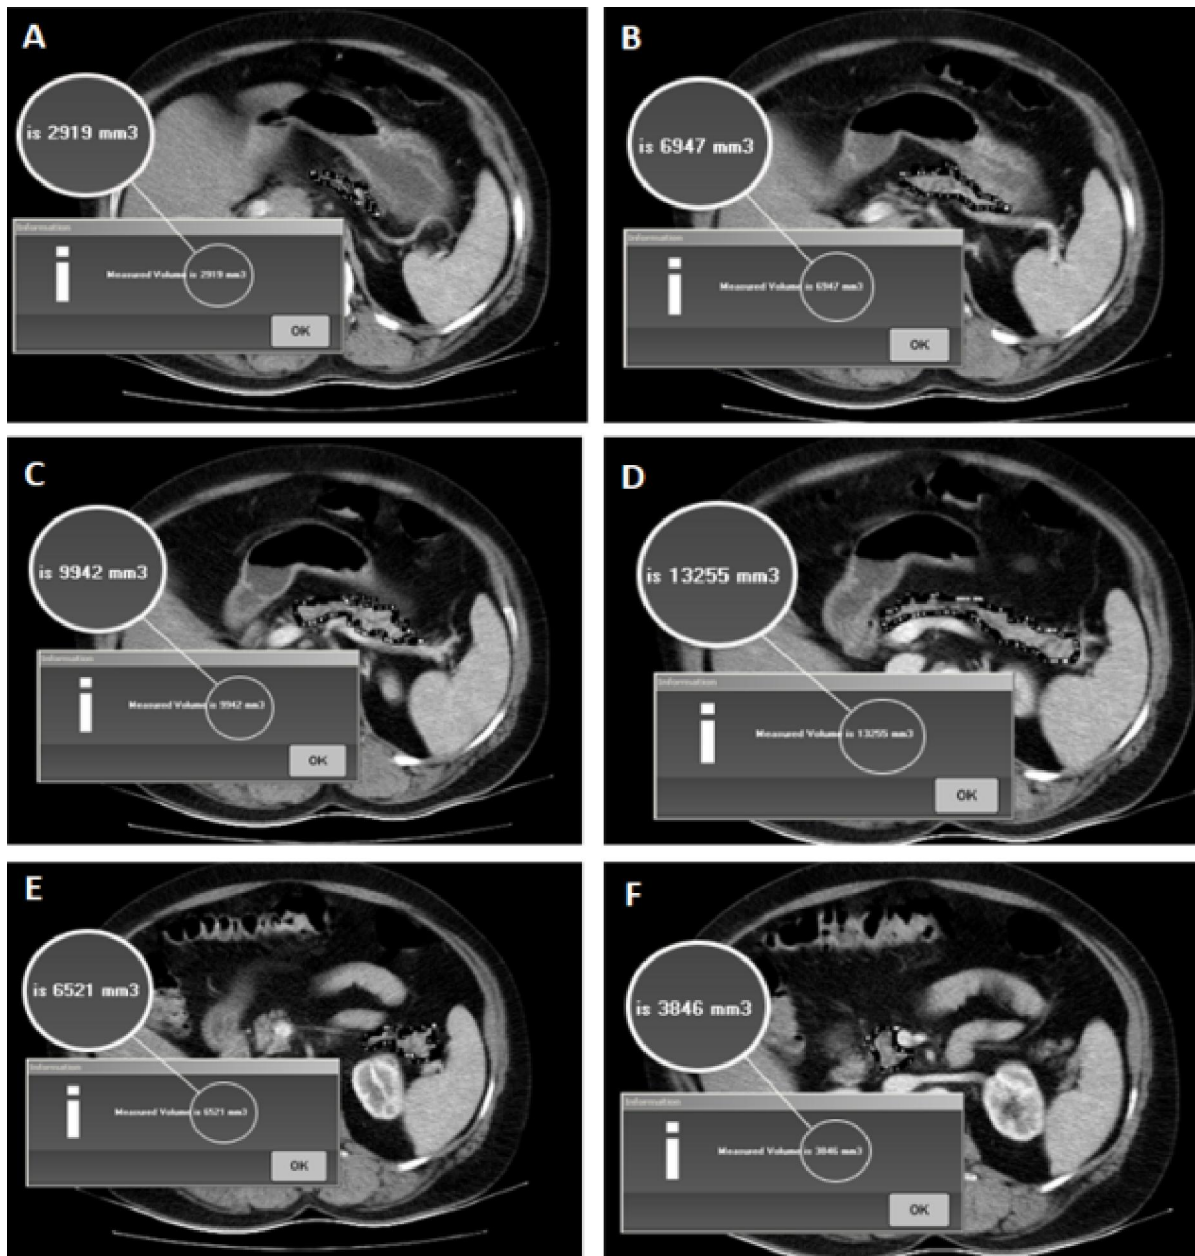 A
is 2919 mm3
Information
Measured Volume is 2919 mm3
OK
B
is 6947 mm3
Information
Measured Volume is 6947 mm3
OK
C
is 9942 mm3
Information
Measured Volume is 9942 mm3
OK
D
is 13255 mm3
Information
Measured Volume is 13255 mm3
OK
E
is 6521 mm3
Information
Measured Volume is 6521 mm3
OK
F
is 3846 mm3
Information
Measured Volume is 3846 mm3
OK